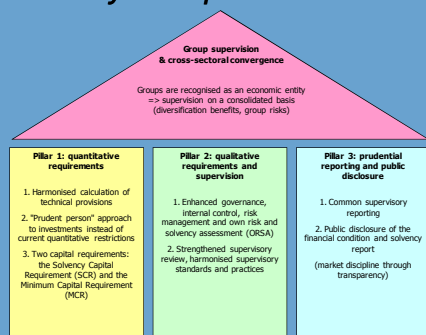 Group supervision
& cross-sectoral convergence
Groups are recognised as an economic entity
=> supervision on a consolidated basis
(diversification benefits, group risks)
Pillar 1: quantitative
requirements
1. Harmonised calculation of
technical provisions
2. "Prudent person" approach
to investments instead of
current quantitative restrictions
3. Two capital requirements:
the Solvency Capital
Requirement (SCR) and the
Minimum Capital Requirement
(MCR)
Pillar 2: qualitative
requirements and
supervision
1. Enhanced governance,
internal control, risk
management and own risk and
solvency assessment (ORSA)
2. Strengthened supervisory
review, harmonised supervisory
standards and practices
Pillar 3: prudential
reporting and public
disclosure
1. Common supervisory
reporting
2. Public disclosure of the
financial condition and solvency
report
(market discipline through
transparency)